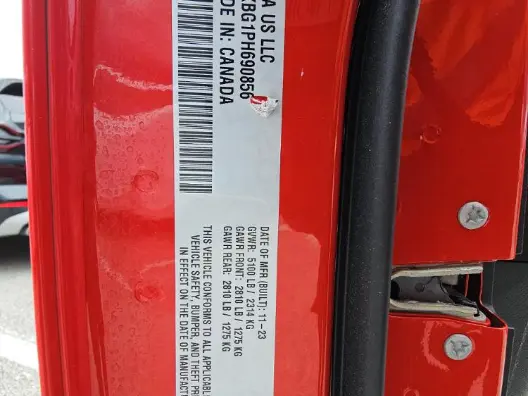 A US LLC
KBG1PH690856
DE IN: CANADA
DATE OF MFR (BUILT): 11-23
GVWR: 5100 LB / 2314 KG
GAWR FRONT: 2810 LB / 1275 KG
GAWR REAR: 2810 LB / 1275 KG
THIS VEHICLE CONFORMS TO ALL APPLICABL
VEHICLE SAFETY, BUMPER, AND THEFT PR
IN EFFECT ON THE DATE OF MANUFACT